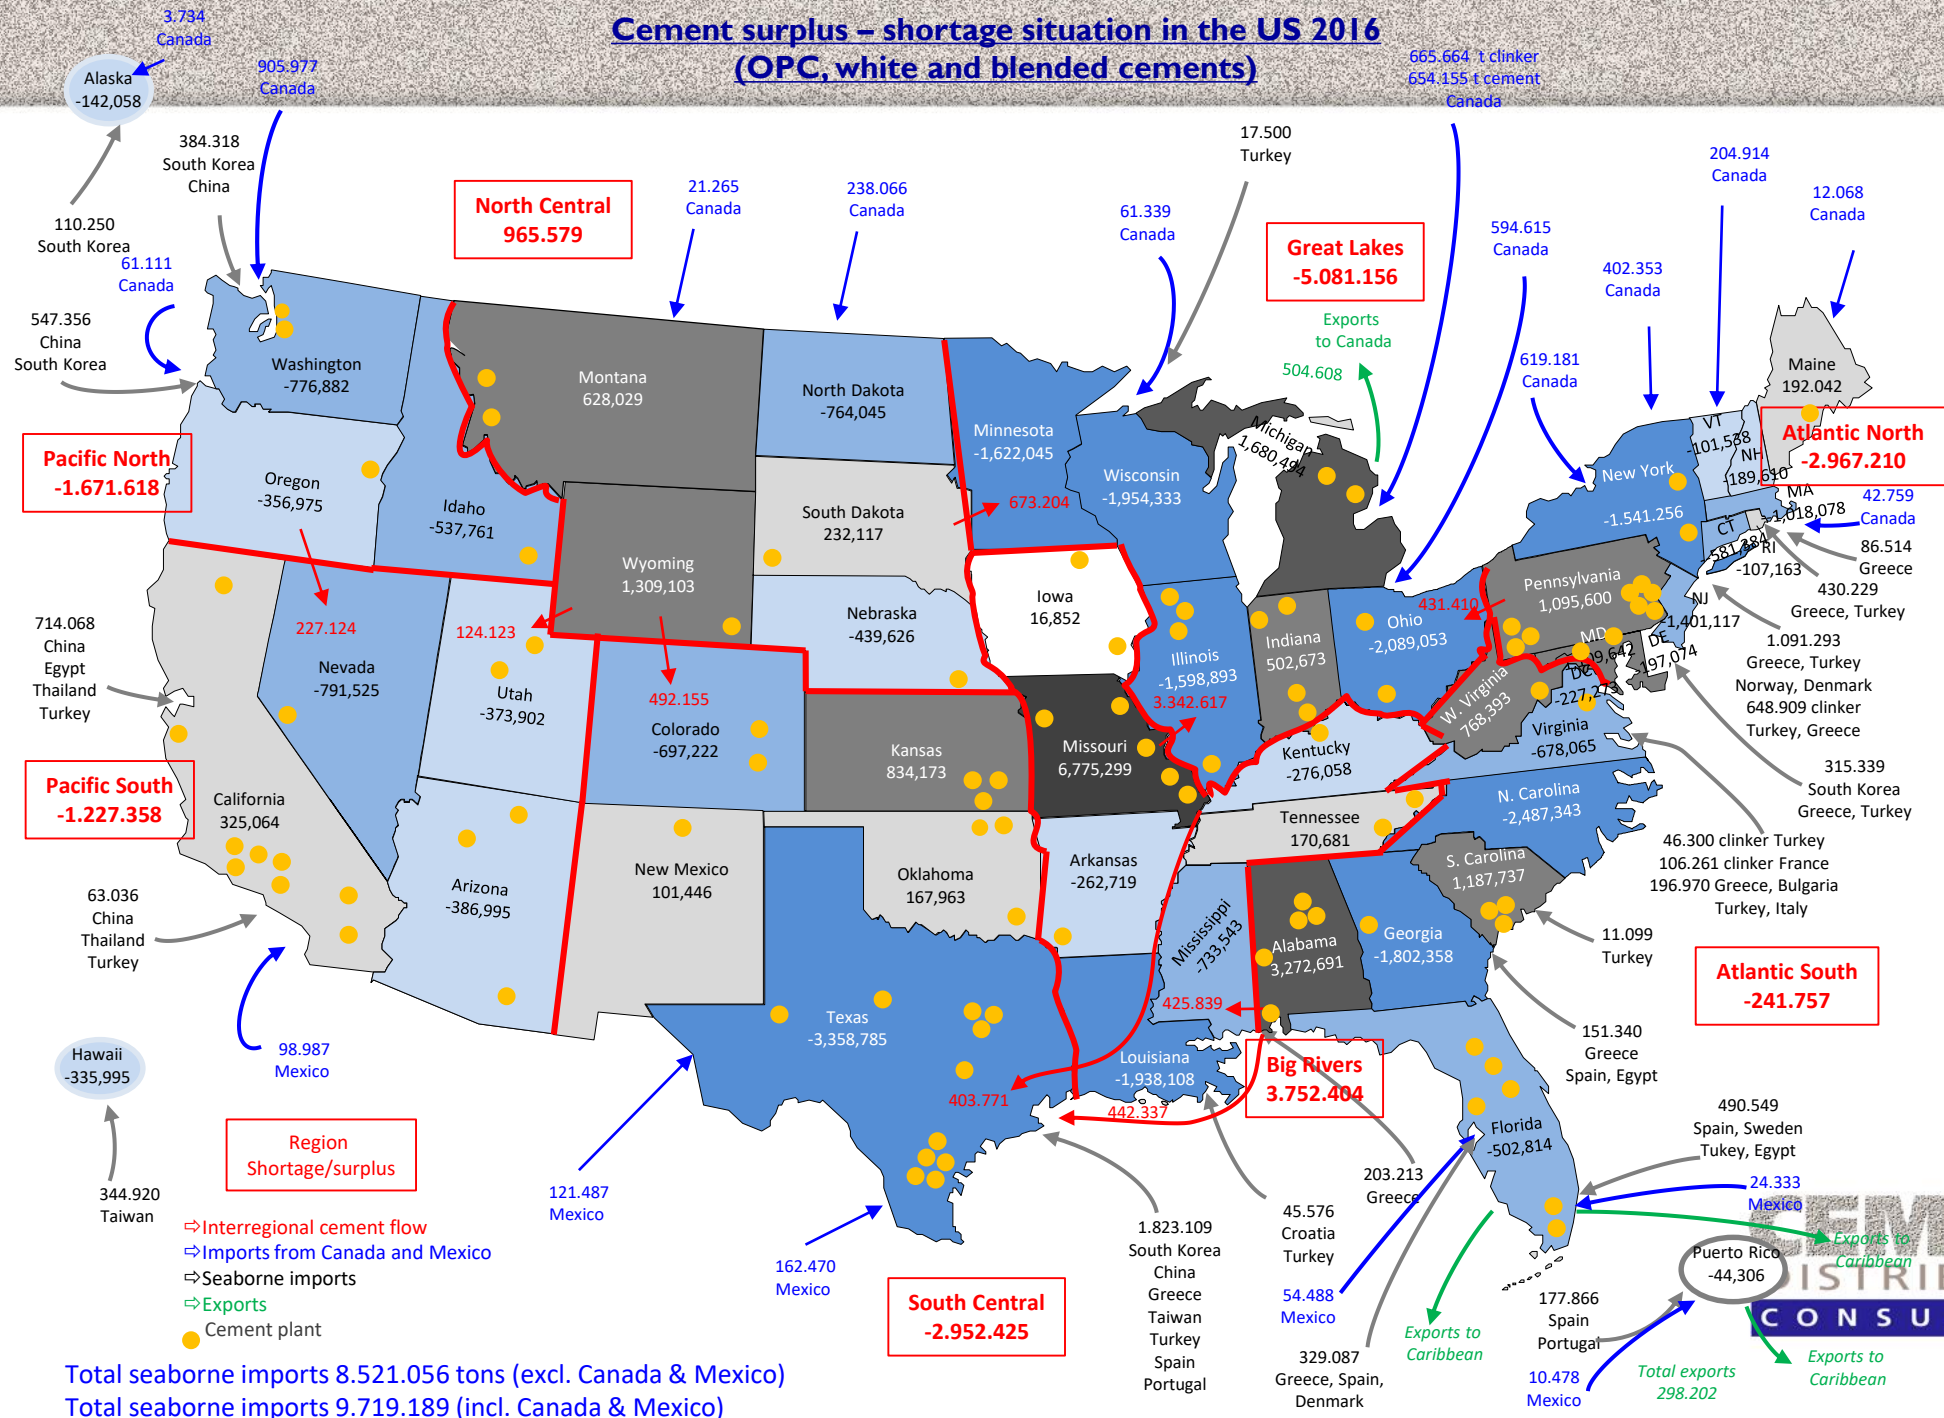 Cement surplus – shortage situation in the US 2016
(OPC, white and blended cements)
3.734
Canada
Alaska
-142,058
905.977
Canada
665.664 t clinker
654.155 t cement
Canada
384.318
South Korea
China
110.250
South Korea
61.111
Canada
547.356
China
South Korea
North Central
965.579
21.265
Canada
238.066
Canada
17.500
Turkey
61.339
Canada
Great Lakes
-5.081.156
Exports
to Canada
504.608
594.615
Canada
619.181
Canada
402.353
Canada
204.914
Canada
12.068
Canada
Washington
-776,882
Montana
628,029
North Dakota
-764,045
Minnesota
-1,622,045
Wisconsin
-1,954,333
Michigan
1,680,494
Maine
192.042
Pacific North
-1.671.618
Oregon
-356,975
Idaho
-537,761
Wyoming
1,309,103
South Dakota
232,117
673.204
New York
-1.541.256
VT
-101,538
NH
-189,610
Atlantic North
-2.967.210
MA
-1,018,078
42.759
Canada
CT
-581,384
RI
-107,163
86.514
Greece
430.229
Greece, Turkey
227.124
124.123
492.155
Nebraska
-439,626
Iowa
16,852
Illinois
-1,598,893
3.342.617
Indiana
502,673
Ohio
-2,089,053
431.410
Pennsylvania
1,095,600
NJ
-1,401,117
MD
DE
-197,074
DC
-227,273
1.091.293
Greece, Turkey
Norway, Denmark
648.909 clinker
Turkey, Greece
714.068
China
Egypt
Thailand
Turkey
Nevada
-791,525
Utah
-373,902
Colorado
-697,222
Kansas
834,173
Missouri
6,775,299
Kentucky
-276,058
W. Virginia
768,393
Virginia
-678,065
315.339
South Korea
Greece, Turkey
Pacific South
-1.227.358
California
325,064
Tennessee
170,681
N. Carolina
-2,487,343
46.300 clinker Turkey
106.261 clinker France
196.970 Greece, Bulgaria
Turkey, Italy
63.036
China
Thailand
Turkey
Arizona
-386,995
New Mexico
101,446
Oklahoma
167,963
Arkansas
-262,719
Mississippi
-733,543
Alabama
3,272,691
Georgia
-1,802,358
S. Carolina
1,187,737
11.099
Turkey
Atlantic South
-241.757
98.987
Mexico
Texas
-3,358,785
425.839
Louisiana
-1,938,108
Big Rivers
3.752.404
151.340
Greece
Spain, Egypt
Hawaii
-335,995
403.771
442.337
Florida
-502,814
490.549
Spain, Sweden
Tukey, Egypt
Region
Shortage/surplus
344.920
Taiwan
121.487
Mexico
162.470
Mexico
1.823.109
South Korea
China
Greece
Taiwan
Turkey
Spain
Portugal
45.576
Croatia
Turkey
203.213
Greece
24.333
Mexico
Exports to
Caribbean
⇨Interregional cement flow
⇨Imports from Canada and Mexico
⇨Seaborne imports
⇨Exports
Cement plant
South Central
-2.952.425
54.488
Mexico
329.087
Greece, Spain,
Denmark
Exports to
Caribbean
Puerto Rico
-44,306
177.866
Spain
Portugal
10.478
Mexico
Total exports
298.202
Exports to
Caribbean
CONSU
Total seaborne imports 8.521.056 tons (excl. Canada & Mexico)
Total seaborne imports 9.719.189 (incl. Canada & Mexico)